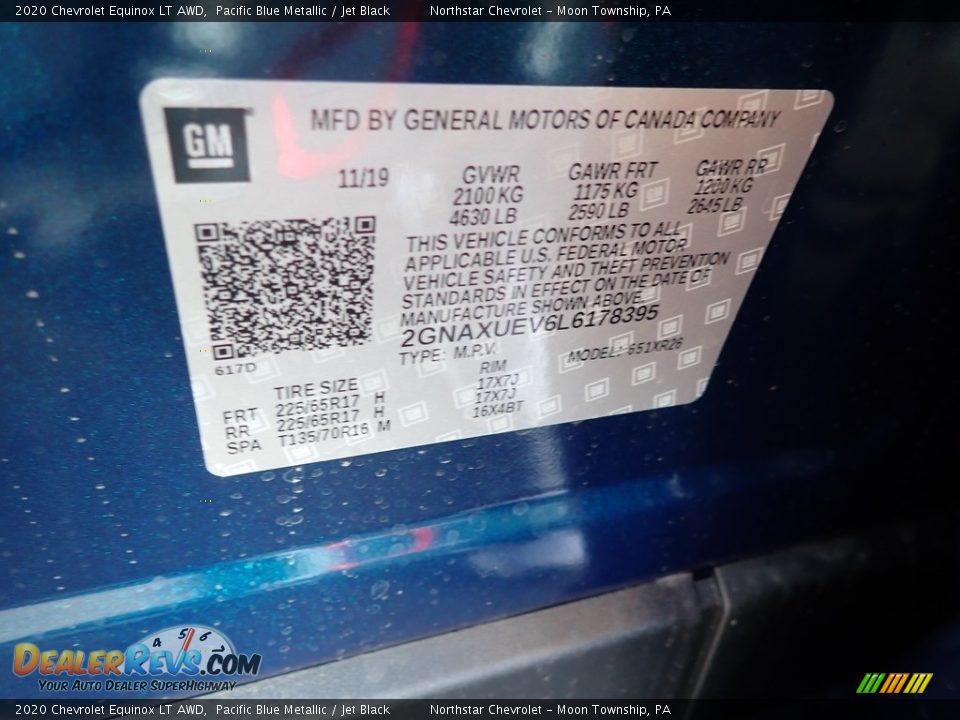 2020 Chevrolet Equinox LT AWD, Pacific Blue Metallic / Jet Black Northstar Chevrolet - Moon Township, PA
GM
MFD BY GENERAL MOTORS OF CANADA COMPANY
11/19 GVWR GAWR FRT GAWR RR
2100 KG 1175 KG 1200 KG
4630 LB 2590 LB 2645 LB
THIS VEHICLE CONFORMS TO ALL
APPLICABLE U.S. FEDERAL MOTOR
VEHICLE SAFETY AND THEFT PREVENTION
STANDARDS IN EFFECT ON THE DATE OF
MANUFACTURE SHOWN ABOVE.
2GNAXUEV6L6178395
TYPE: M.P.V. MODEL: 651XR26
617D
TIRE SIZE RIM
FRT 225/65R17 H 17X7J
RR 225/65R17 H 17X7J
SPA T135/70R16 M 16X4BT
4 5 6
DEALERREVS.COM
YOUR AUTO DEALER SUPERHIGHWAY
2020 Chevrolet Equinox LT AWD, Pacific Blue Metallic / Jet Black Northstar Chevrolet - Moon Township, PA